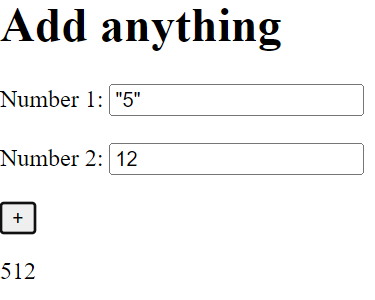 Add anything
Number 1: "5"
Number 2: 12
+
512